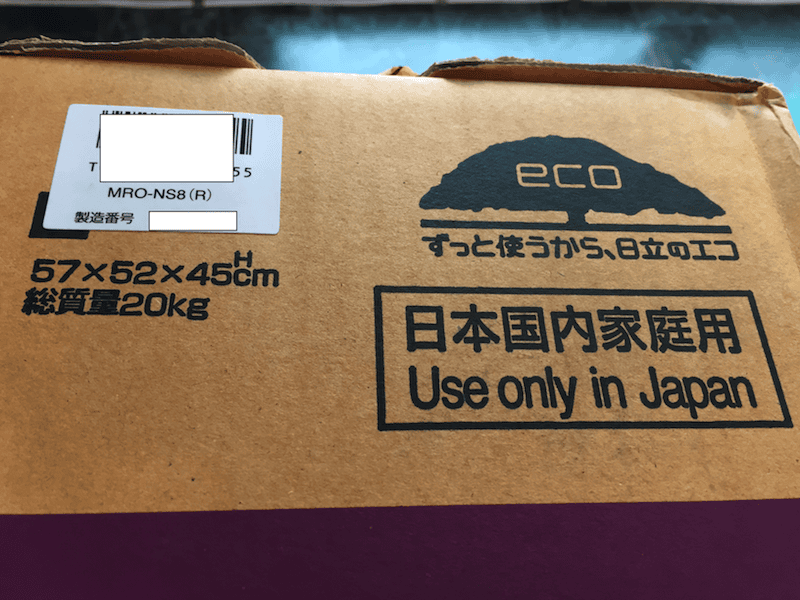 T 55
MRO-NS8(R)
製造番号
57×52×45cm
H
総質量20kg
eco
ずっと使うから、日立のエコ
日本国内家庭用
Use only in Japan